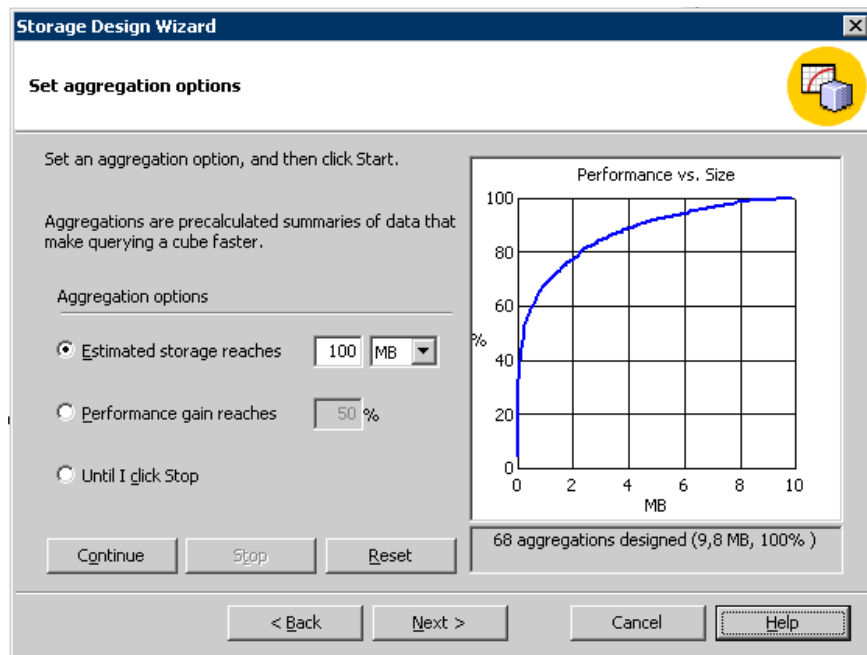 Storage Design Wizard
Set aggregation options
Set an aggregation option, and then click Start.
Aggregations are precalculated summaries of data that
make querying a cube faster.
Aggregation options
Estimated storage reaches 100 MB
Performance gain reaches 50 %
Until I click Stop
Continue Stop Reset
Performance vs. Size
100
80
60
%
40
20
0
0 2 4 6 8 10
MB
68 aggregations designed (9,8 MB, 100% )
< Back Next > Cancel Help